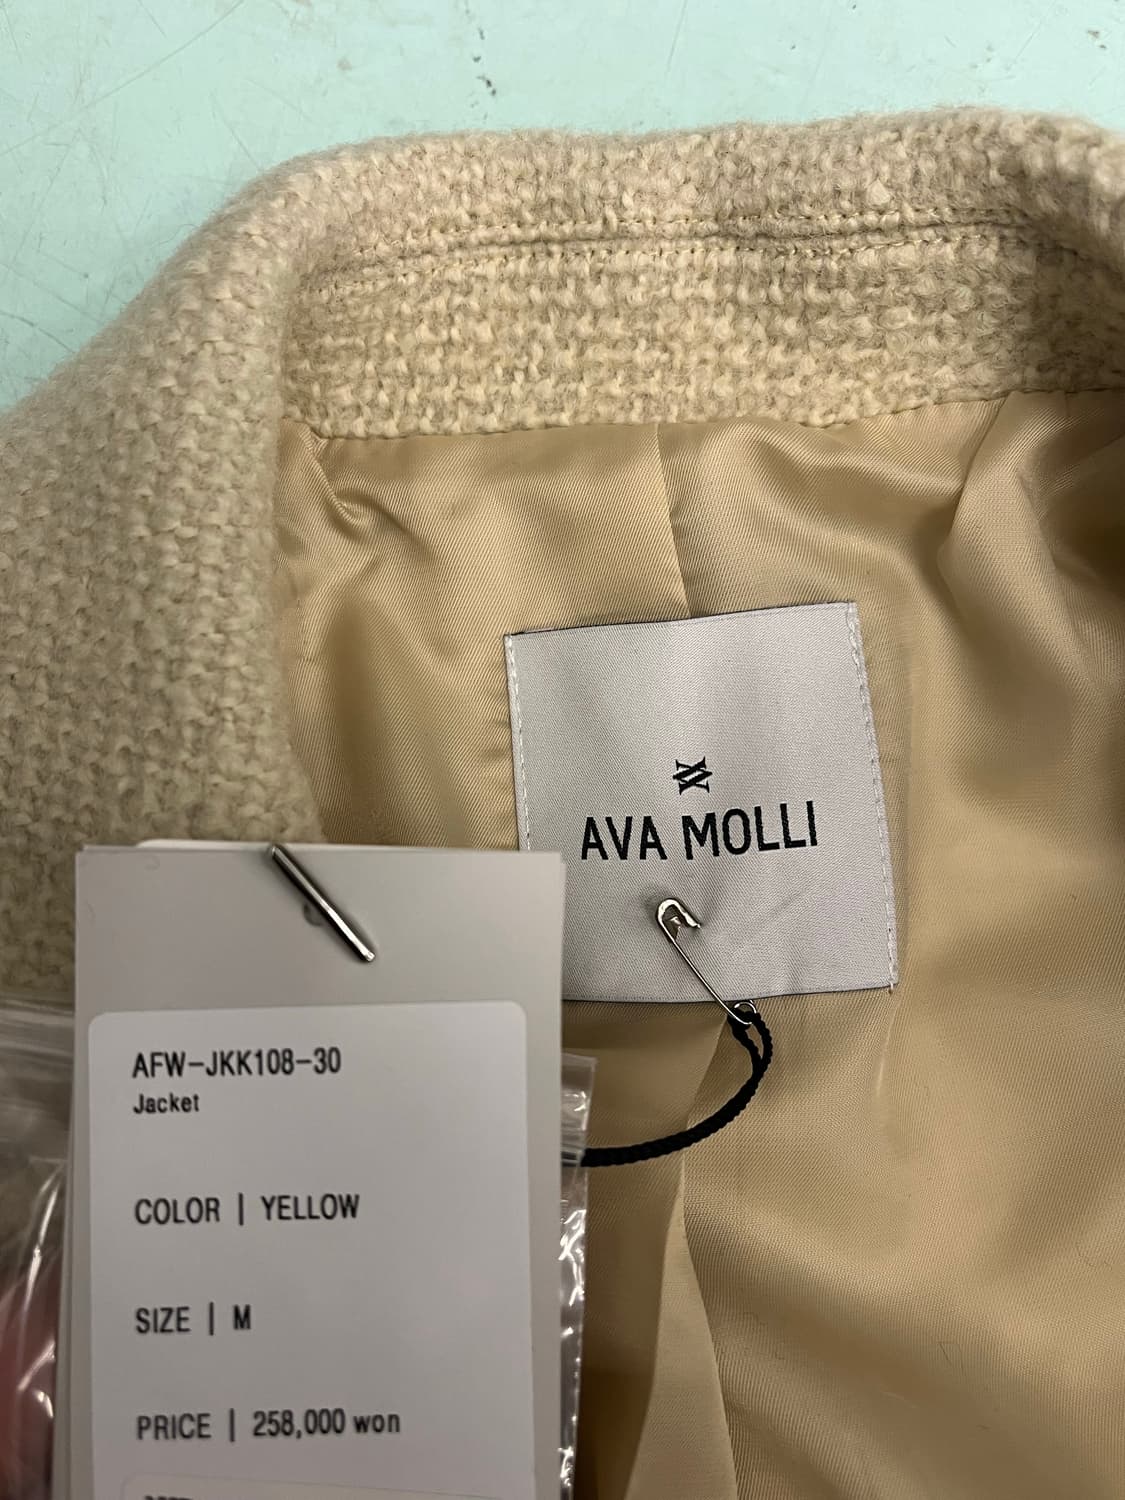 AVA MOLLI
AFW-JKK108-30
Jacket
COLOR | YELLOW
SIZE | M
PRICE | 258,000 won